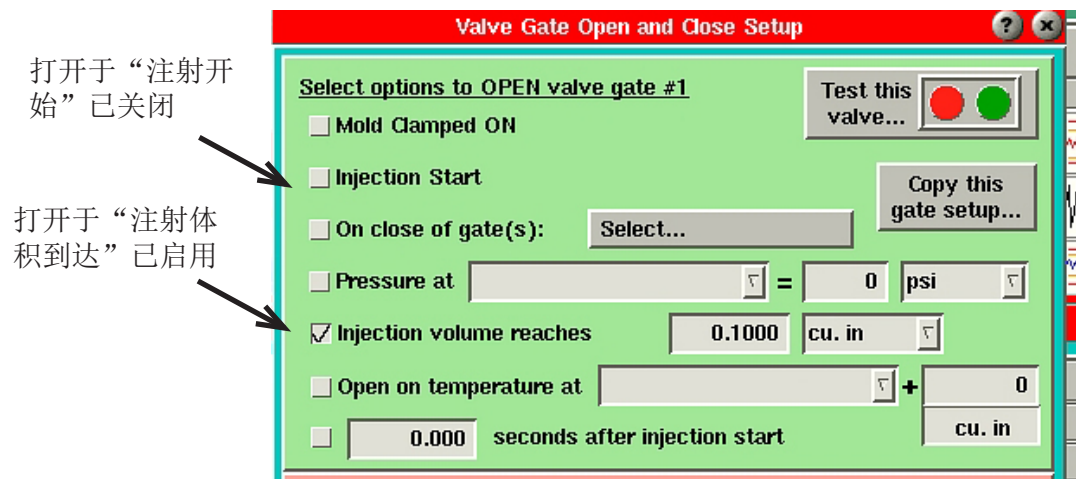 Valve Gate Open and Close Setup
?
打开于“注射开
始”已关闭
Select options to OPEN valve gate #1
Test this
valve...
Mold Clamped ON
Injection Start
Copy this
gate setup...
打开于“注射体
积到达”已启用
On close of gate(s): Select...
Pressure at = 0 psi
Injection volume reaches 0.1000 cu. in
Open on temperature at + 0
cu. in
0.000 seconds after injection start